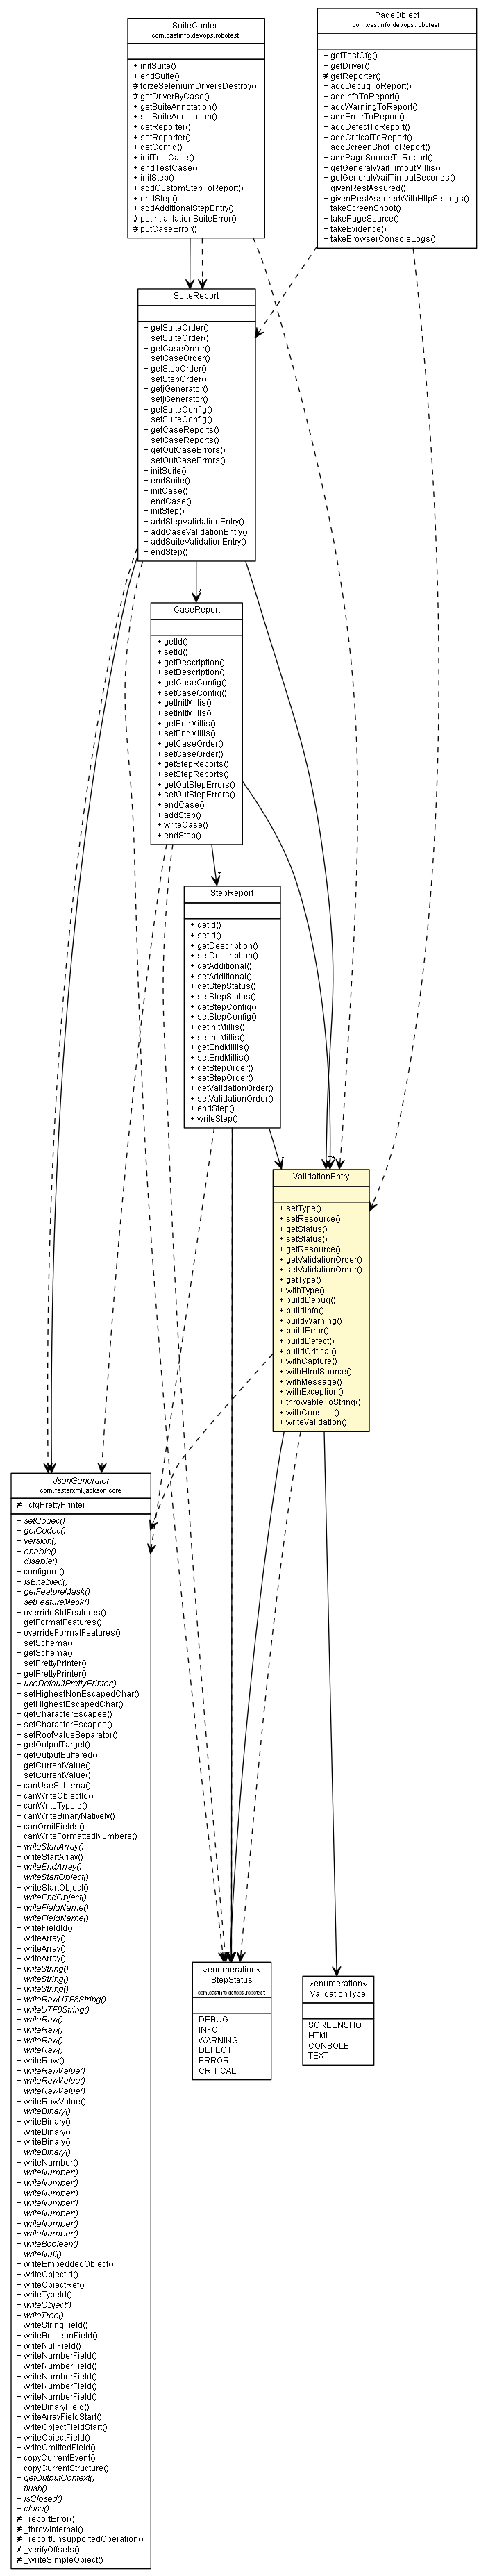 SuiteContext
com.castinfo.devops.robotest
+ initSuite()
+ endSuite()
# forzeSeleniumDriversDestroy()
# getDriverByCase()
+ getSuiteAnnotation()
+ setSuiteAnnotation()
+ getReporter()
+ setReporter()
+ getConfig()
+ initTestCase()
+ endTestCase()
+ initStep()
+ addCustomStepToReport()
+ endStep()
+ addAdditionalStepEntry()
# putIntialitationSuiteError()
# putCaseError()
PageObject
com.castinfo.devops.robotest
+ getTestCfg()
+ getDriver()
# getReporter()
+ addDebugToReport()
+ addInfoToReport()
+ addWarningToReport()
+ addErrorToReport()
+ addDefectToReport()
+ addCriticalToReport()
+ addScreenShotToReport()
+ addPageSourceToReport()
+ getGeneralWaitTimoutMillis()
+ getGeneralWaitTimoutSeconds()
+ givenRestAssured()
+ givenRestAssuredWithHttpSettings()
+ takeScreenShoot()
+ takePageSource()
+ takeEvidence()
+ takeBrowserConsoleLogs()
SuiteReport
+ getSuiteOrder()
+ setSuiteOrder()
+ getCaseOrder()
+ setCaseOrder()
+ getStepOrder()
+ setStepOrder()
+ getjGenerator()
+ setjGenerator()
+ getSuiteConfig()
+ setSuiteConfig()
+ getCaseReports()
+ setCaseReports()
+ getOutCaseErrors()
+ setOutCaseErrors()
+ initSuite()
+ endSuite()
+ initCase()
+ endCase()
+ initStep()
+ addStepValidationEntry()
+ addCaseValidationEntry()
+ addSuiteValidationEntry()
+ endStep()
*
CaseReport
+ getId()
+ setId()
+ getDescription()
+ setDescription()
+ getCaseConfig()
+ setCaseConfig()
+ getInitMillis()
+ setInitMillis()
+ getEndMillis()
+ setEndMillis()
+ getCaseOrder()
+ setCaseOrder()
+ getStepReports()
+ setStepReports()
+ getOutStepErrors()
+ setOutStepErrors()
+ endCase()
+ addStep()
+ writeCase()
+ endStep()
*
StepReport
+ getId()
+ setId()
+ getDescription()
+ setDescription()
+ getAdditional()
+ setAdditional()
+ getStepStatus()
+ setStepStatus()
+ getStepConfig()
+ setStepConfig()
+ getInitMillis()
+ setInitMillis()
+ getEndMillis()
+ setEndMillis()
+ getStepOrder()
+ setStepOrder()
+ getValidationOrder()
+ setValidationOrder()
+ endStep()
+ writeStep()
*
ValidationEntry
+ setType()
+ setResource()
+ getStatus()
+ setStatus()
+ getResource()
+ getValidationOrder()
+ setValidationOrder()
+ getType()
+ withType()
+ buildDebug()
+ buildInfo()
+ buildWarning()
+ buildError()
+ buildDefect()
+ buildCritical()
+ withCapture()
+ withHtmlSource()
+ withMessage()
+ withException()
+ throwableToString()
+ withConsole()
+ writeValidation()
JsonGenerator
com.fasterxml.jackson.core
# _cfgPrettyPrinter
+ setCodec()
+ getCodec()
+ version()
+ enable()
+ disable()
+ configure()
+ isEnabled()
+ getFeatureMask()
+ setFeatureMask()
+ overrideStdFeatures()
+ getFormatFeatures()
+ overrideFormatFeatures()
+ setSchema()
+ getSchema()
+ setPrettyPrinter()
+ getPrettyPrinter()
+ useDefaultPrettyPrinter()
+ setHighestNonEscapedChar()
+ getHighestEscapedChar()
+ getCharacterEscapes()
+ setCharacterEscapes()
+ setRootValueSeparator()
+ getOutputTarget()
+ getOutputBuffered()
+ getCurrentValue()
+ setCurrentValue()
+ canUseSchema()
+ canWriteObjectId()
+ canWriteTypeId()
+ canWriteBinaryNatively()
+ canOmitFields()
+ canWriteFormattedNumbers()
+ writeStartArray()
+ writeStartArray()
+ writeEndArray()
+ writeStartObject()
+ writeStartObject()
+ writeEndObject()
+ writeFieldName()
+ writeFieldName()
+ writeFieldId()
+ writeArray()
+ writeArray()
+ writeArray()
+ writeString()
+ writeString()
+ writeString()
+ writeRawUTF8String()
+ writeUTF8String()
+ writeRaw()
+ writeRaw()
+ writeRaw()
+ writeRaw()
+ writeRaw()
+ writeRawValue()
+ writeRawValue()
+ writeRawValue()
+ writeRawValue()
+ writeBinary()
+ writeBinary()
+ writeBinary()
+ writeBinary()
+ writeBinary()
+ writeNumber()
+ writeNumber()
+ writeNumber()
+ writeNumber()
+ writeNumber()
+ writeNumber()
+ writeNumber()
+ writeNumber()
+ writeBoolean()
+ writeNull()
+ writeEmbeddedObject()
+ writeObjectId()
+ writeObjectRef()
+ writeTypeId()
+ writeObject()
+ writeTree()
+ writeStringField()
+ writeBooleanField()
+ writeNullField()
+ writeNumberField()
+ writeNumberField()
+ writeNumberField()
+ writeNumberField()
+ writeNumberField()
+ writeBinaryField()
+ writeArrayFieldStart()
+ writeObjectFieldStart()
+ writeObjectField()
+ writeOmittedField()
+ copyCurrentEvent()
+ copyCurrentStructure()
+ getOutputContext()
+ flush()
+ isClosed()
+ close()
# _reportError()
# _throwInternal()
# _reportUnsupportedOperation()
# _verifyOffsets()
# _writeSimpleObject()
«enumeration»
StepStatus
com.castinfo.devops.robotest
DEBUG
INFO
WARNING
DEFECT
ERROR
CRITICAL
«enumeration»
ValidationType
SCREENSHOT
HTML
CONSOLE
TEXT